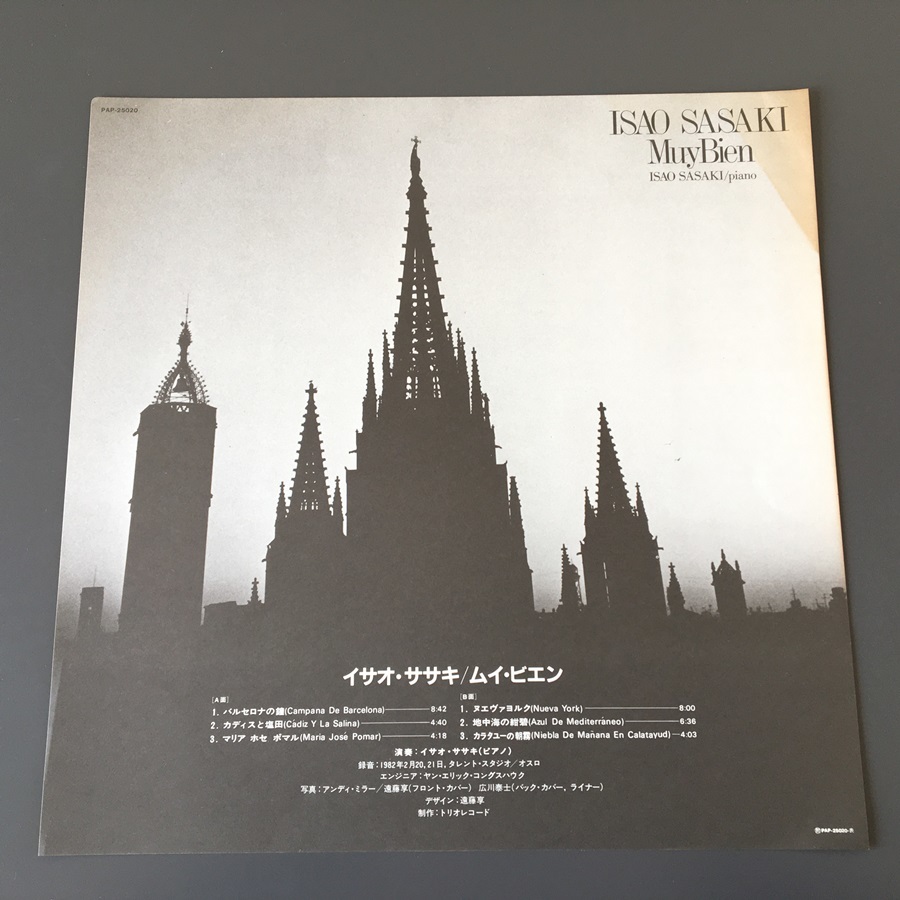 PAP-25020
ISAO SASAKI
MuyBien
ISAO SASAKI/piano
イサオ・ササキ/ムイ・ビエン
[A面]
1. バルセロナの鐘(Campana De Barcelona) 8:42
2. カディスと塩田(Cádiz Y La Salina) 4:40
3. マリア ホセ ポマル(Maria José Pomar) 4:18
[B面]
1. ヌエヴァヨルク(Nueva York) 8:00
2. 地中海の紺碧(Azul De Mediterráneo) 6:36
3. カラタユーの朝霧(Niebla De Mañana En Calatayud) 4:03
演奏:イサオ・ササキ(ピアノ)
録音:1982年2月20, 21日, タレント・スタジオ/オスロ
エンジニア:ヤン・エリック・コングスハウク
写真:アンディ・ミラー/遠藤享(フロント・カバー) 広川泰士(バック・カバー, ライナー)
デザイン:遠藤享
制作:トリオレコード
PAP-25020-R